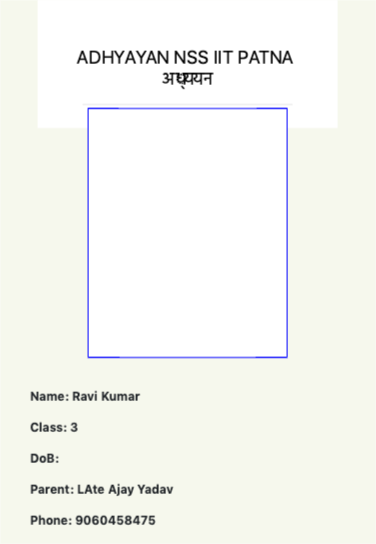 ADHYAYAN NSS IIT PATNA
अध्ययन
Name: Ravi Kumar
Class: 3
DoB:
Parent: LAte Ajay Yadav
Phone: 9060458475